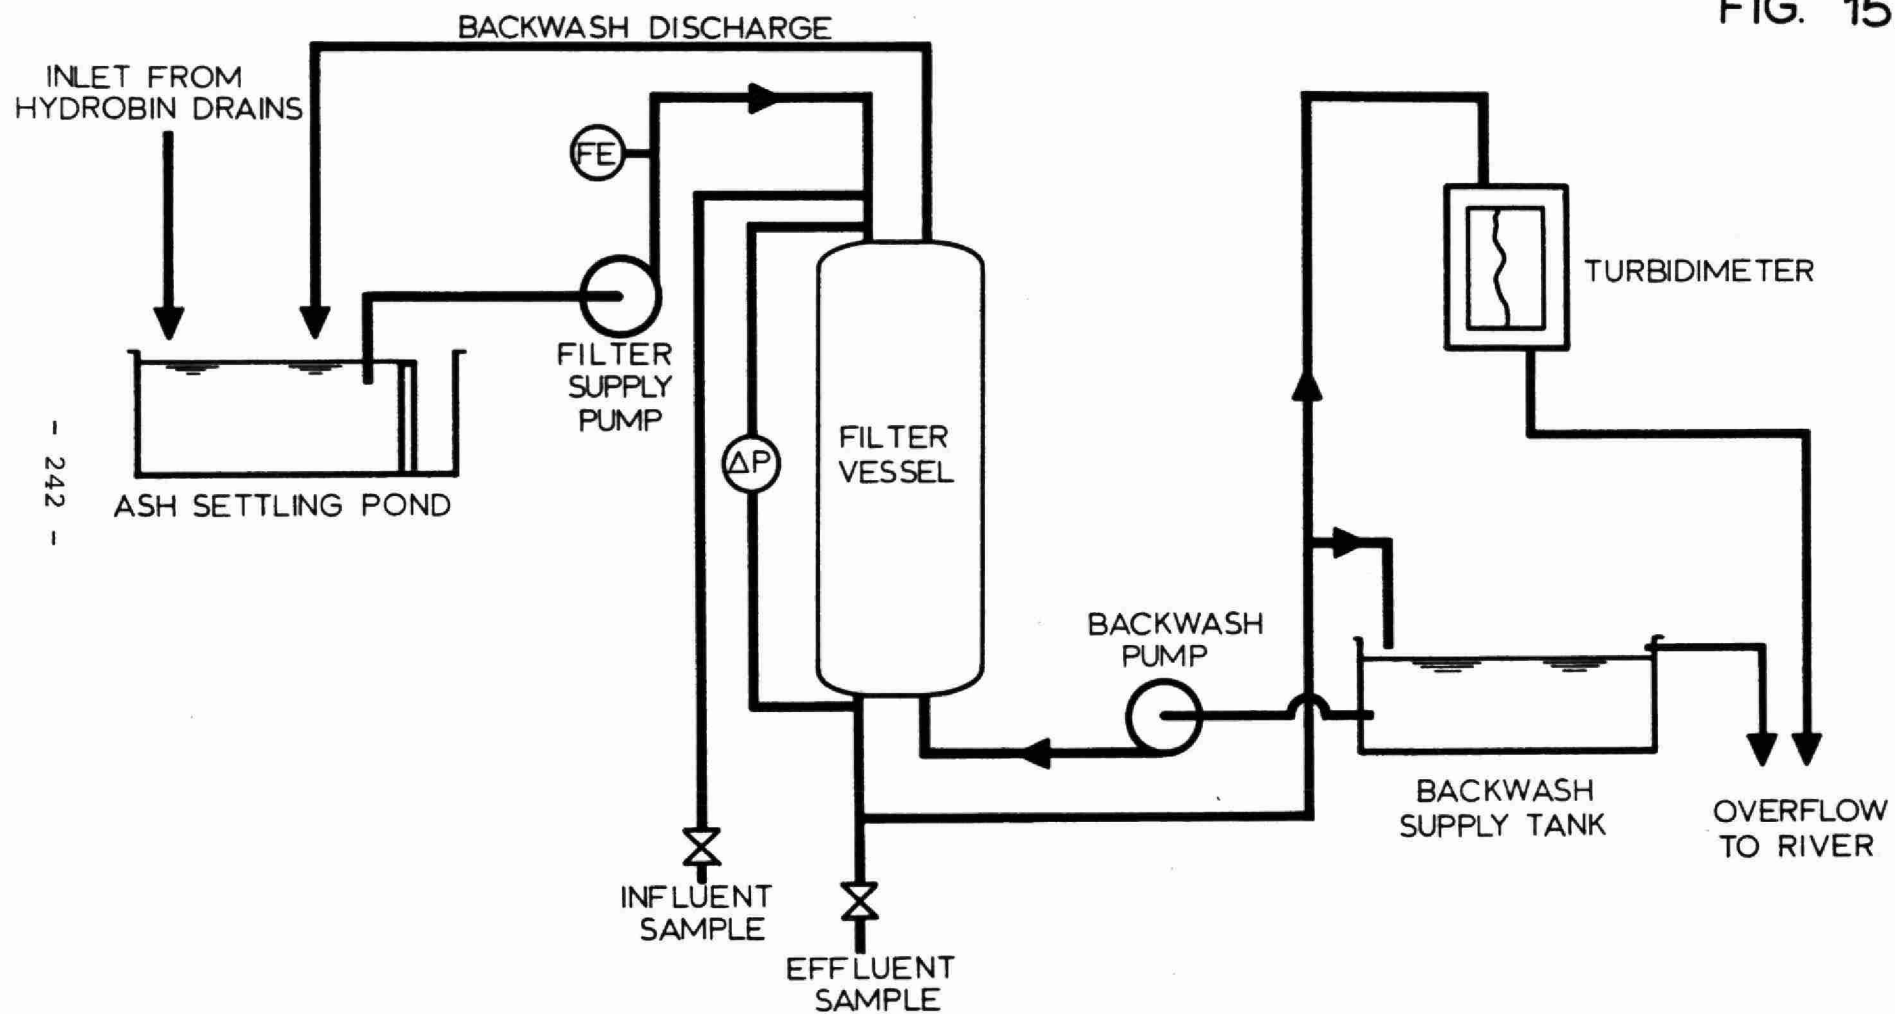 FIG. 15
BACKWASH DISCHARGE
INLET FROM
HYDROBIN DRAINS
FE
FILTER
SUPPLY
PUMP
TURBIDIMETER
ΔP
FILTER
VESSEL
- 242 -
ASH SETTLING POND
BACKWASH
PUMP
BACKWASH
SUPPLY TANK
OVERFLOW
TO RIVER
INFLUENT
SAMPLE
EFFLUENT
SAMPLE